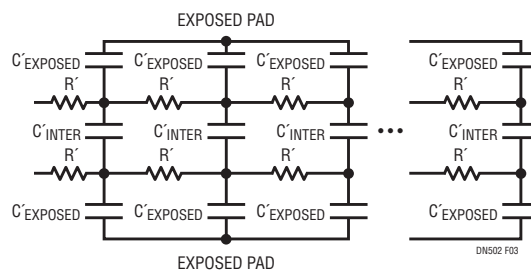 EXPOSED PAD
C´EXPOSED C´EXPOSED C´EXPOSED C´EXPOSED
R´ R´ R´ R´
C´INTER C´INTER C´INTER ••• C´INTER
R´ R´ R´ R´
C´EXPOSED C´EXPOSED C´EXPOSED C´EXPOSED
DN502 F03
EXPOSED PAD